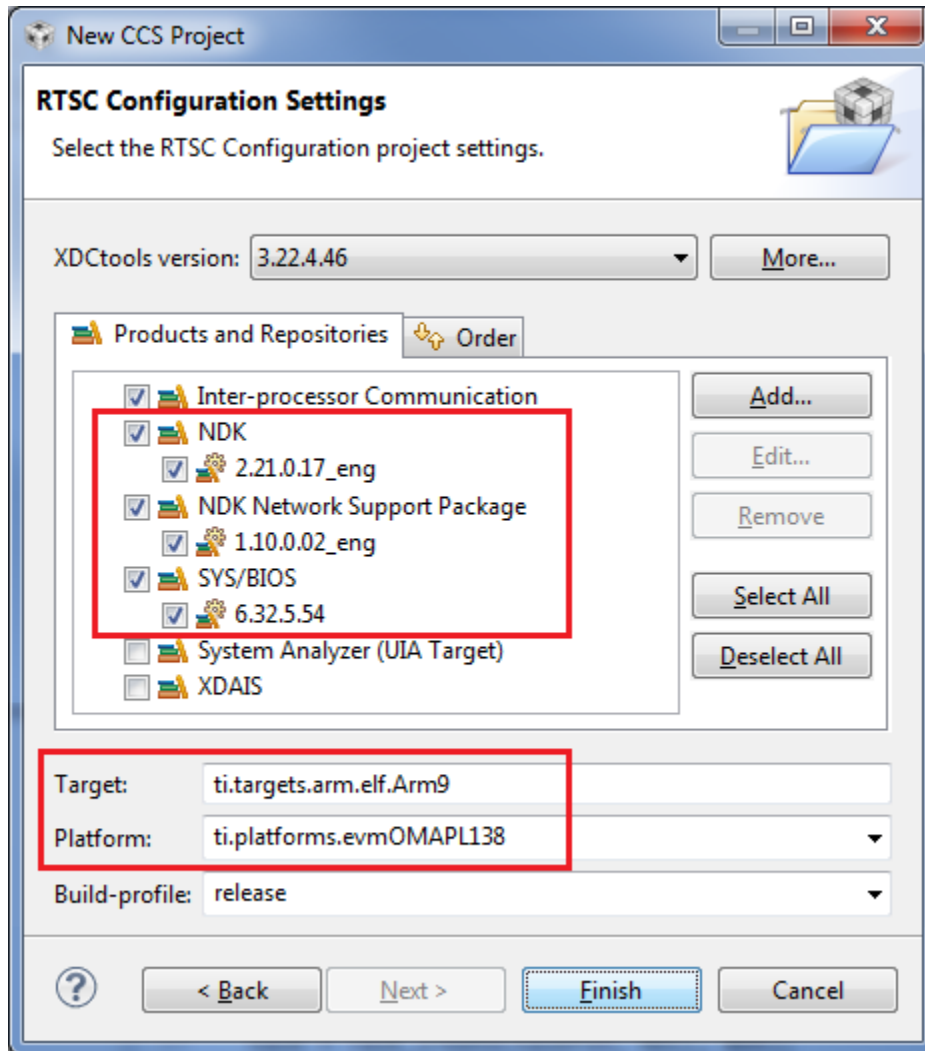 New CCS Project
RTSC Configuration Settings
Select the RTSC Configuration project settings.
XDCtools version: 3.22.4.46 More...
Products and Repositories Order
Inter-processor Communication
NDK
2.21.0.17_eng
NDK Network Support Package
1.10.0.02_eng
SYS/BIOS
6.32.5.54
System Analyzer (UIA Target)
XDAIS
Add...
Edit...
Remove
Select All
Deselect All
Target: ti.targets.arm.elf.Arm9
Platform: ti.platforms.evmOMAPL138
Build-profile: release
? < Back Next > Finish Cancel